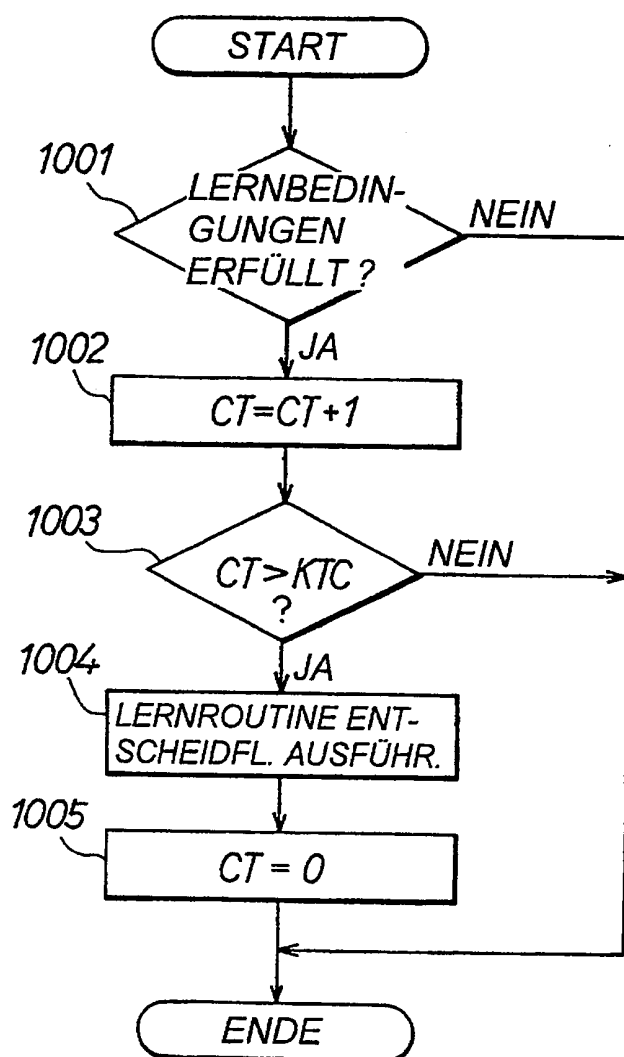 START
1001
LERNBEDIN-
GUNGEN
ERFÜLLT ?
NEIN
JA
1002
CT=CT+1
1003
CT>KTC
?
NEIN
JA
1004
LERNROUTINE ENT-
SCHEIDFL. AUSFÜHR.
1005
CT = 0
ENDE